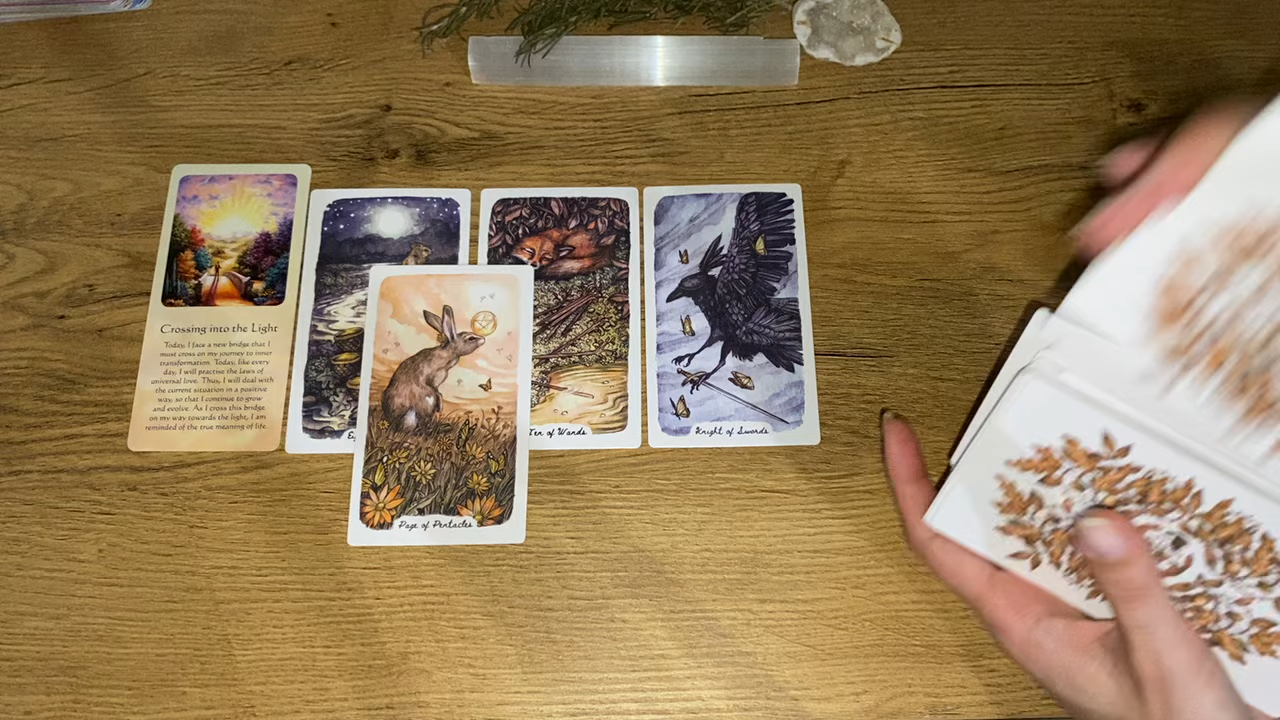 Crossing into the Light
Today, I face a new bridge that
I must cross on my journey to inner
transformation. Today, like every
day, I will practise the laws of
universal love. Thus, I will deal with
the current situation in a positive
way, so that I continue to grow
and evolve. As I cross this bridge
on my way towards the light, I am
reminded of the true meaning of life.
Page of Pentacles
Ten of Wands
Knight of Swords